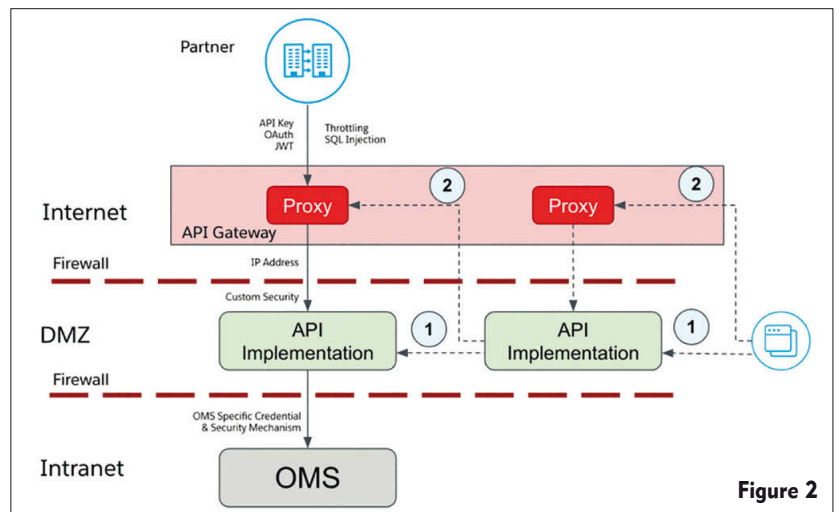 Partner
API Key
OAuth
JWT
Throttling
SQL Injection
2
2
Internet
Proxy
Proxy
API Gateway
Firewall
IP Address
Custom Security
DMZ
API
Implementation
1
API
Implementation
1
Firewall
OMS Specific Credential
& Security Mechanism
Intranet
OMS
Figure 2